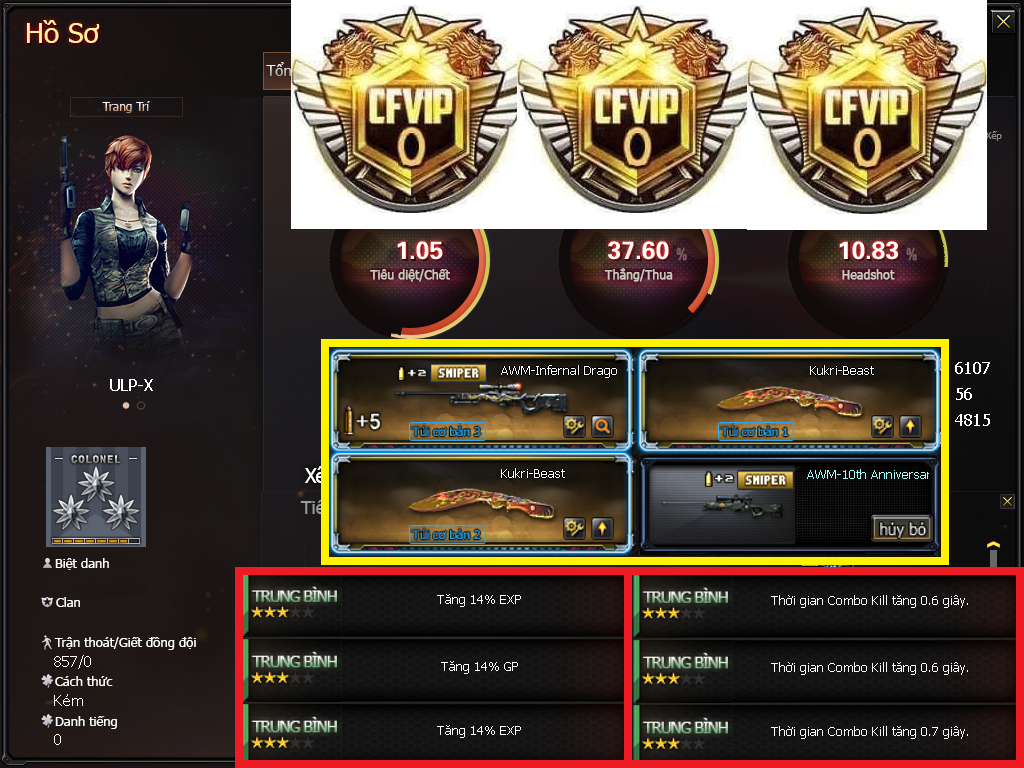 Hồ Sơ
CFVIP
0
CFVIP
0
CFVIP
0
Tổn
Xếp
Trang Trí
1.05
Tiêu diệt/Chết
37.60 %
Thắng/Thua
10.83 %
Headshot
ULP-X
+2 SNIPER AWM-Infernal Drago
+5
Túi cơ bản 3
Kukri-Beast
Túi cơ bản 1
6107
56
4815
Kukri-Beast
Túi cơ bản 2
+2 SNIPER AWM-10th Anniversar
hủy bỏ
COLONEL
Biệt danh
Clan
Trận thoát/Giết đồng đội
857/0
Cách thức
Kém
Danh tiếng
0
TRUNG BÌNH
Tăng 14% EXP
TRUNG BÌNH
Thời gian Combo Kill tăng 0.6 giây.
TRUNG BÌNH
Tăng 14% GP
TRUNG BÌNH
Thời gian Combo Kill tăng 0.6 giây.
TRUNG BÌNH
Tăng 14% EXP
TRUNG BÌNH
Thời gian Combo Kill tăng 0.7 giây.